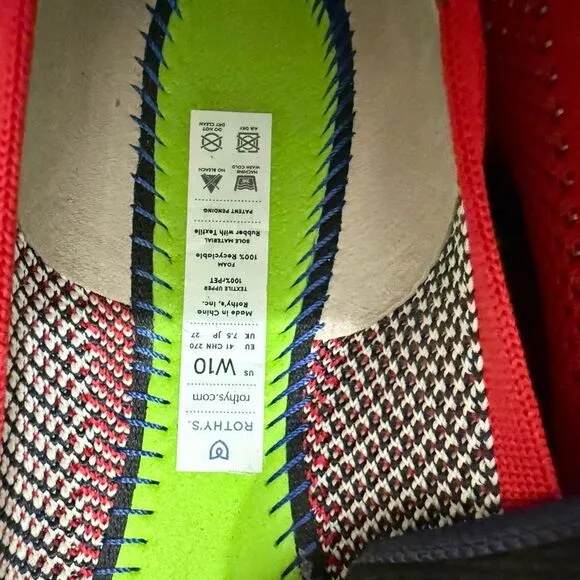 ROTHY'S.
rothys.com
US W10
EU 41 CHN 270
UK 7.5 JP 27
Made in China
Rothy's, Inc.
TEXTILE UPPER
100%PET
FOAM
100% Recyclable
SOLE MATERIAL
Rubber with Textile
PATENT PENDING
MACHINE WASH COLD
NO BLEACH
AIR DRY
DO NOT DRY CLEAN